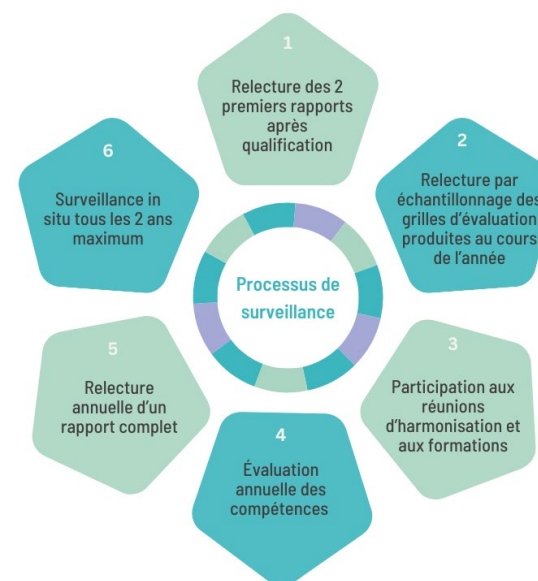 1
Relecture des 2
premiers rapports
après
qualification
2
Relecture par
échantillonnage des
grilles d'évaluation
produites au cours
de l'année
3
Participation aux
réunions
d'harmonisation et
aux formations
4
Évaluation
annuelle des
compétences
5
Relecture
annuelle d'un
rapport complet
6
Surveillance in
situ tous les 2 ans
maximum
Processus de
surveillance